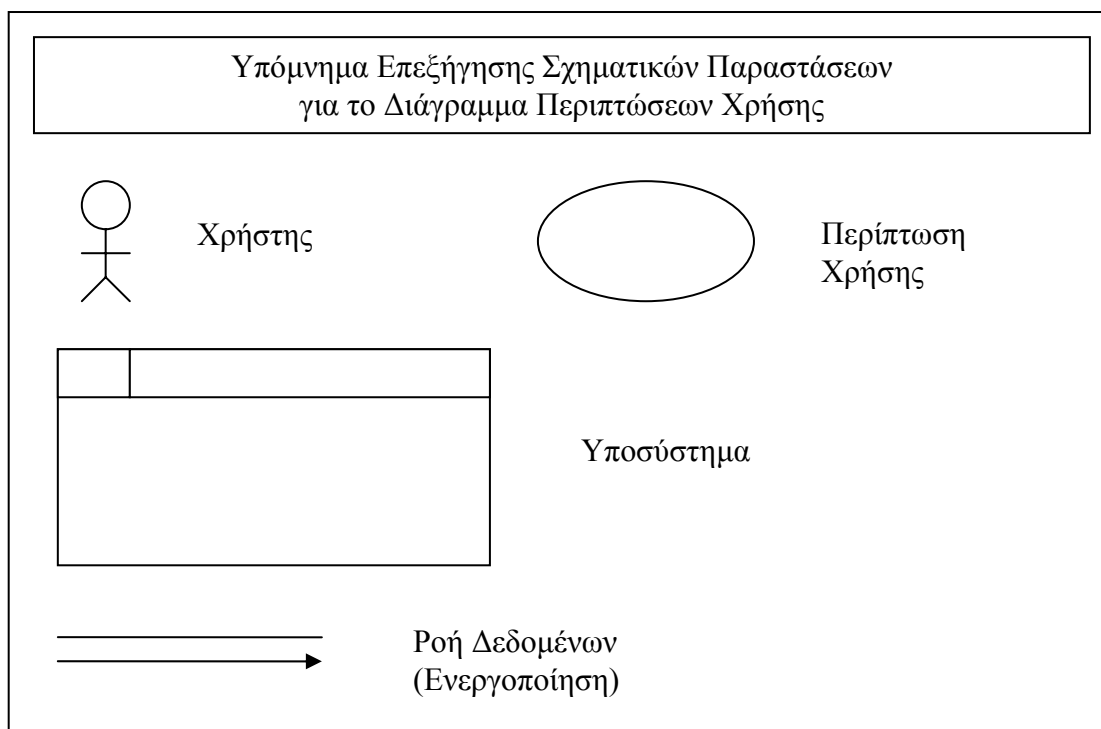 Υπόμνημα Επεξήγησης Σχηματικών Παραστάσεων
για το Διάγραμμα Περιπτώσεων Χρήσης
Χρήστης
Περίπτωση
Χρήσης
Υποσύστημα
Ροή Δεδομένων
(Ενεργοποίηση)